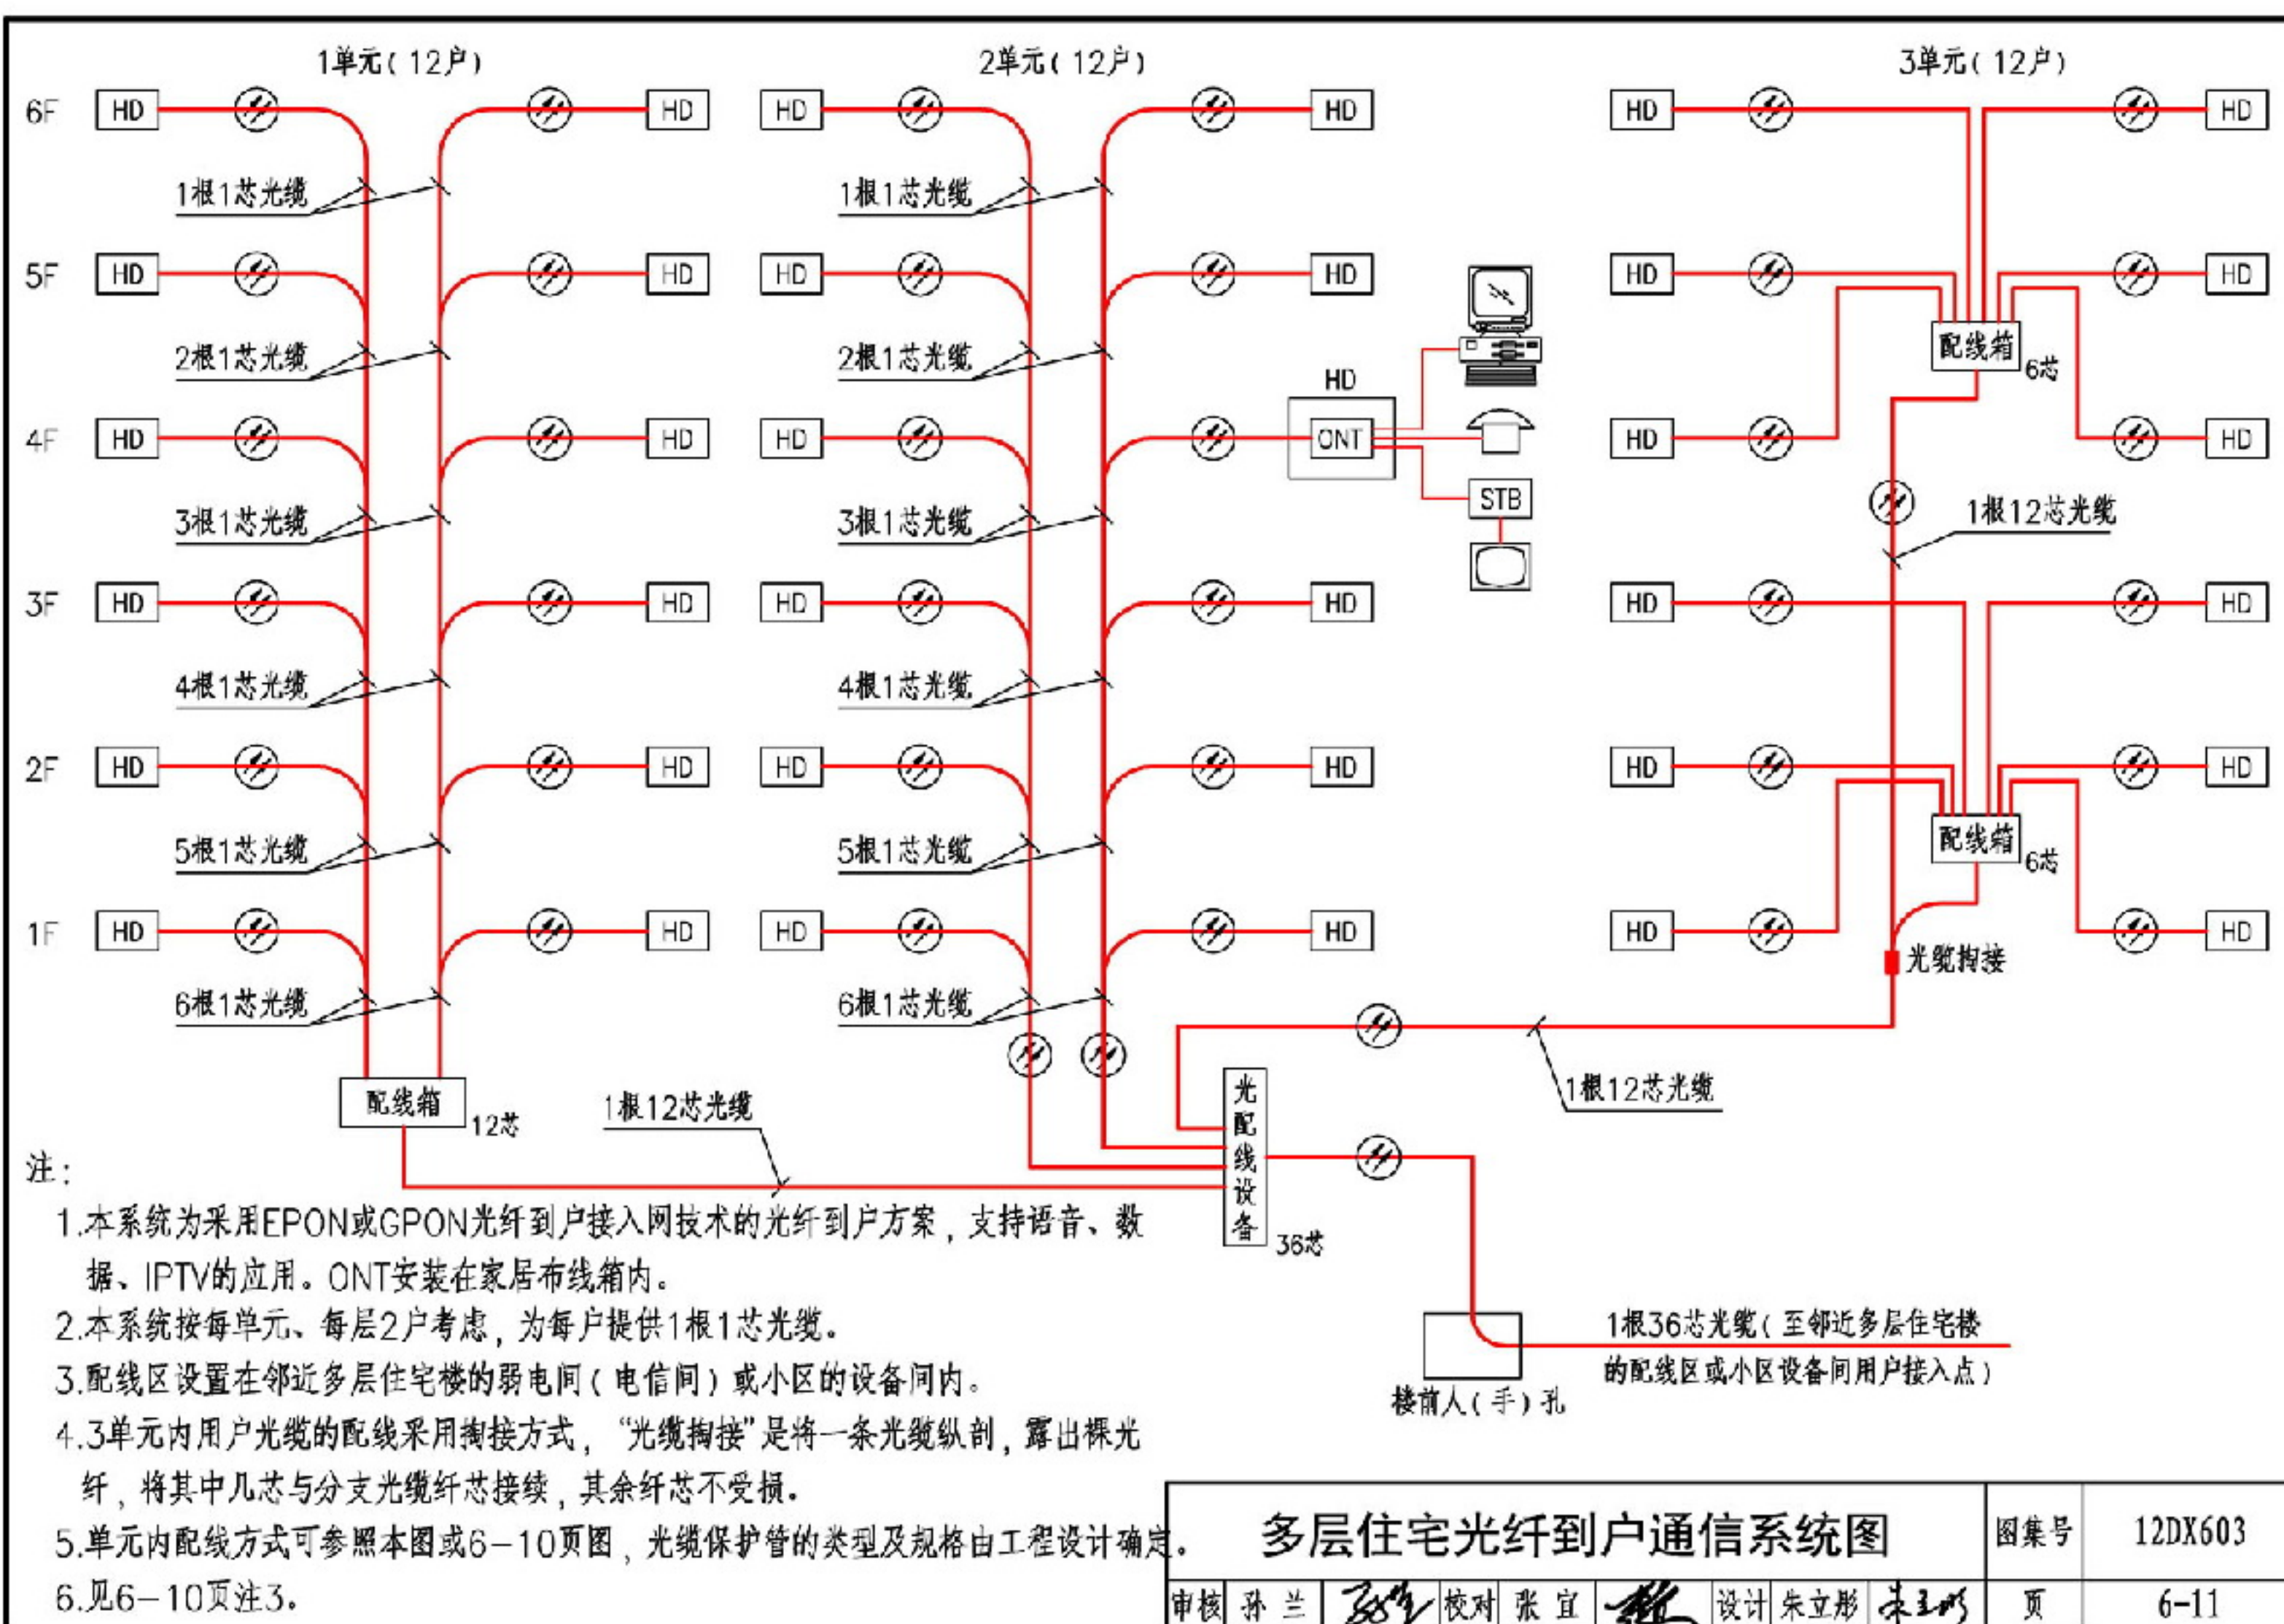 1单元(12户)
2单元(12户)
3单元(12户)
6F HD HD HD HD HD HD
1根1芯光缆 1根1芯光缆
5F HD HD HD HD HD HD
2根1芯光缆 2根1芯光缆
配线箱
6芯
HD
4F HD HD HD ONT HD HD
STB
3根1芯光缆 3根1芯光缆
1根12芯光缆
3F HD HD HD HD HD HD
4根1芯光缆 4根1芯光缆
2F HD HD HD HD HD HD
5根1芯光缆 5根1芯光缆
配线箱
6芯
1F HD HD HD HD HD HD
光缆掏接
6根1芯光缆 6根1芯光缆
配线箱
12芯
1根12芯光缆
1根12芯光缆
光配线设备
36芯
1根36芯光缆(至邻近多层住宅楼
的配线区或小区设备间用户接入点)
楼前人(手)孔
注:
1.本系统为采用EPON或GPON光纤到户接入网技术的光纤到户方案,支持语音、数
据、IPTV的应用。ONT安装在家居布线箱内。
2.本系统按每单元、每层2户考虑,为每户提供1根1芯光缆。
3.配线区设置在邻近多层住宅楼的弱电间(电信间)或小区的设备间内。
4.3单元内用户光缆的配线采用掏接方式,“光缆掏接”是将一条光缆纵剖,露出裸光
纤,将其中几芯与分支光缆纤芯接续,其余纤芯不受损。
5.单元内配线方式可参照本图或6-10页图,光缆保护管的类型及规格由工程设计确定。
6.见6-10页注3。
多层住宅光纤到户通信系统图 图集号 12DX603
审核 孙兰 校对 张宜 设计 朱立彤 朱立彤 页 6-11